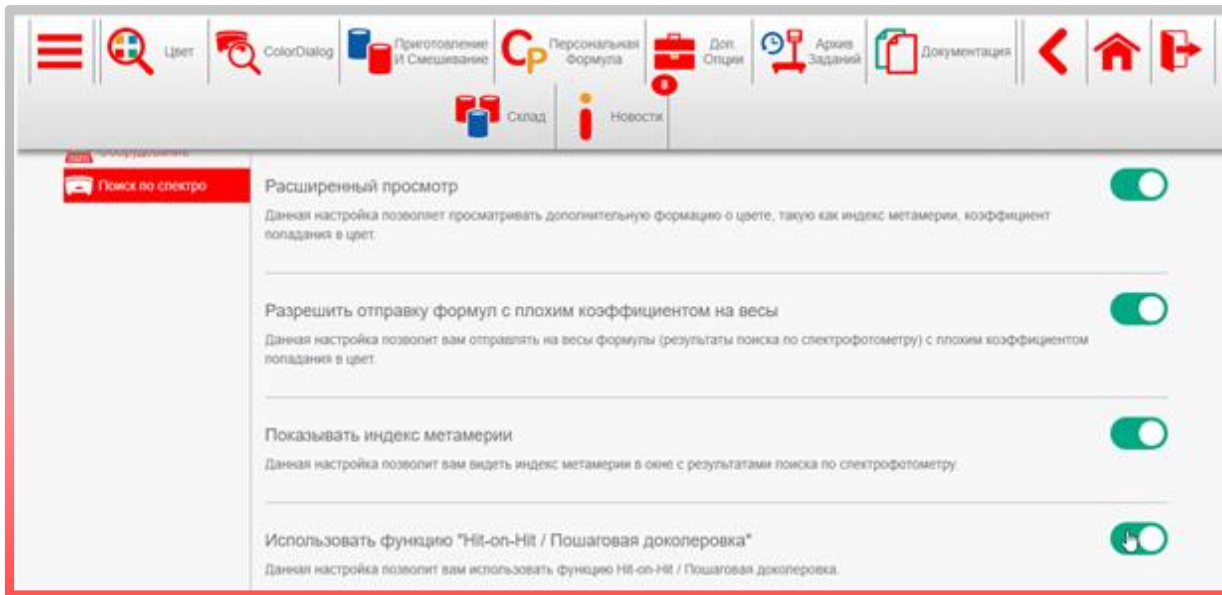 Цвет
ColorDialog
Приготовление
И Смешивание
Cp
Персональная
Формула
Доп.
Опции
Архив
Заданий
Документация
8
Склад
Новости
Оборудование
Поиск по спектро
Расширенный просмотр
Данная настройка позволяет просматривать дополнительную формацию о цвете, такую как индекс метамерии, коэффициент
попадания в цвет.
Разрешить отправку формул с плохим коэффициентом на весы
Данная настройка позволит вам отправлять на весы формулы (результаты поиска по спектрофотометру) с плохим коэффициентом
попадания в цвет.
Показывать индекс метамерии
Данная настройка позволит вам видеть индекс метамерии в окне с результатами поиска по спектрофотометру.
Использовать функцию "Hit-on-Hit / Пошаговая доколеровка"
Данная настройка позволит вам использовать функцию Hit-on-Hit / Пошаговая доколеровка.